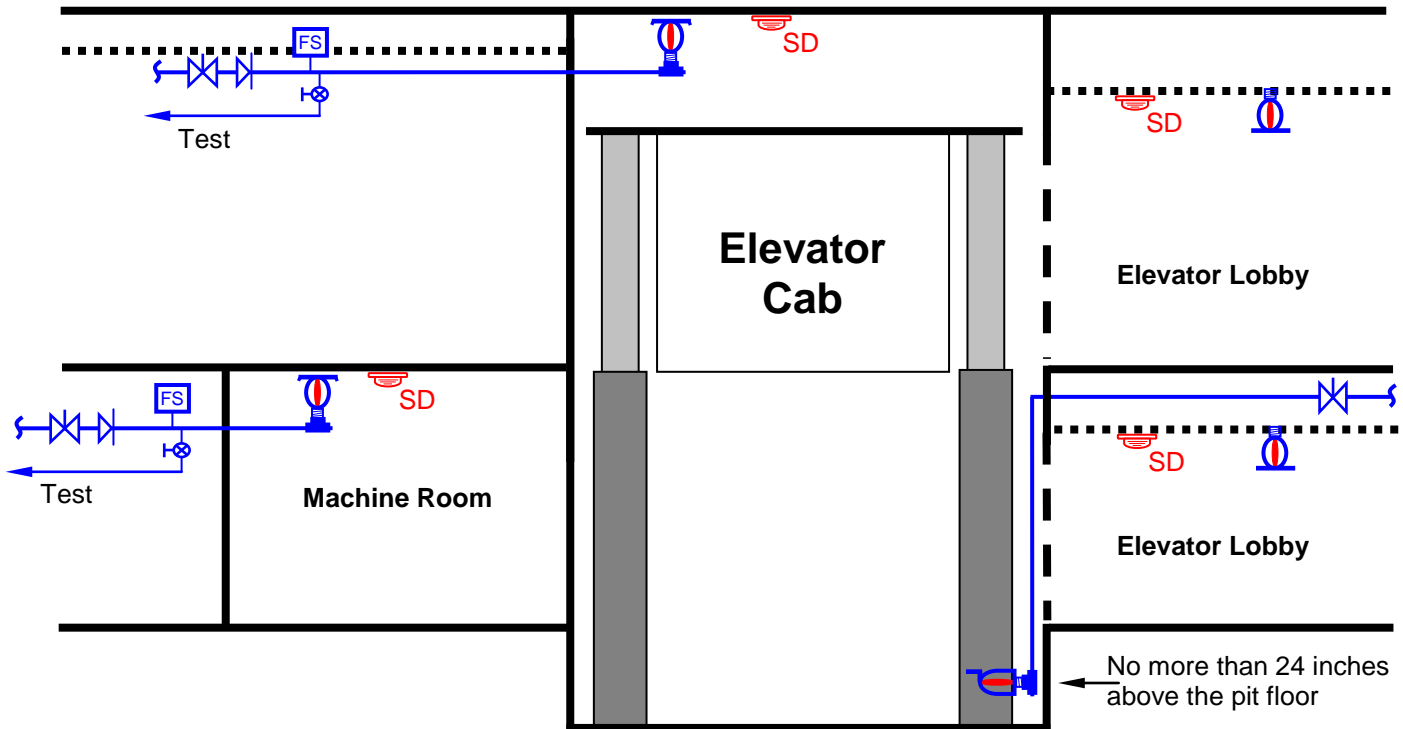 FS
SD
SD
Test
Elevator
Cab
Elevator Lobby
FS
SD
SD
Test
Machine Room
Elevator Lobby
No more than 24 inches
above the pit floor